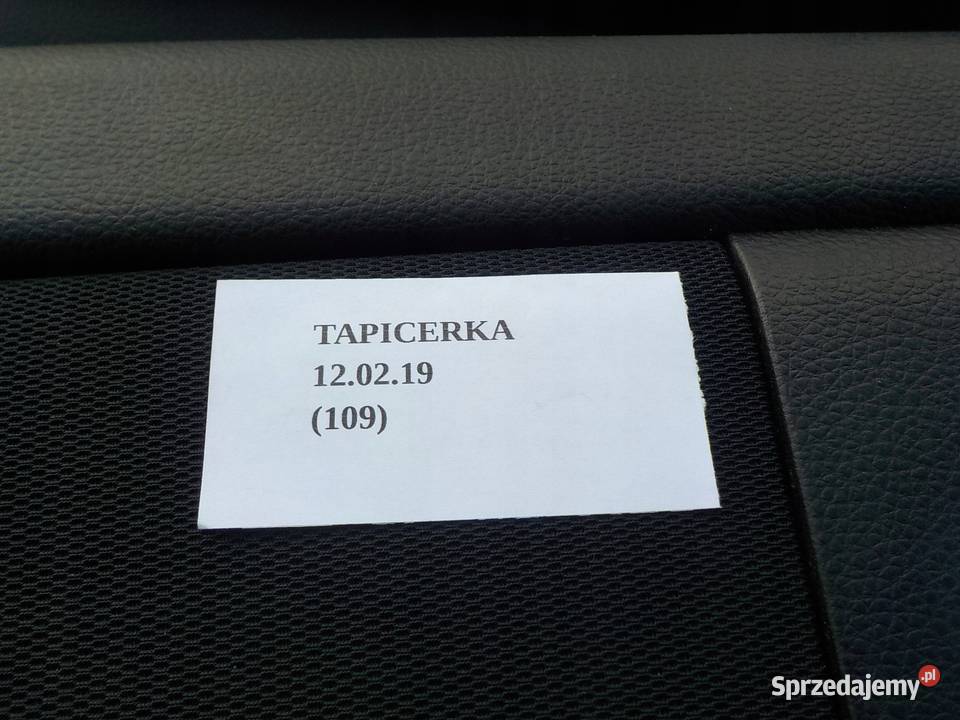 TAPICERKA
12.02.19
(109)
Sprzedajemy.pl